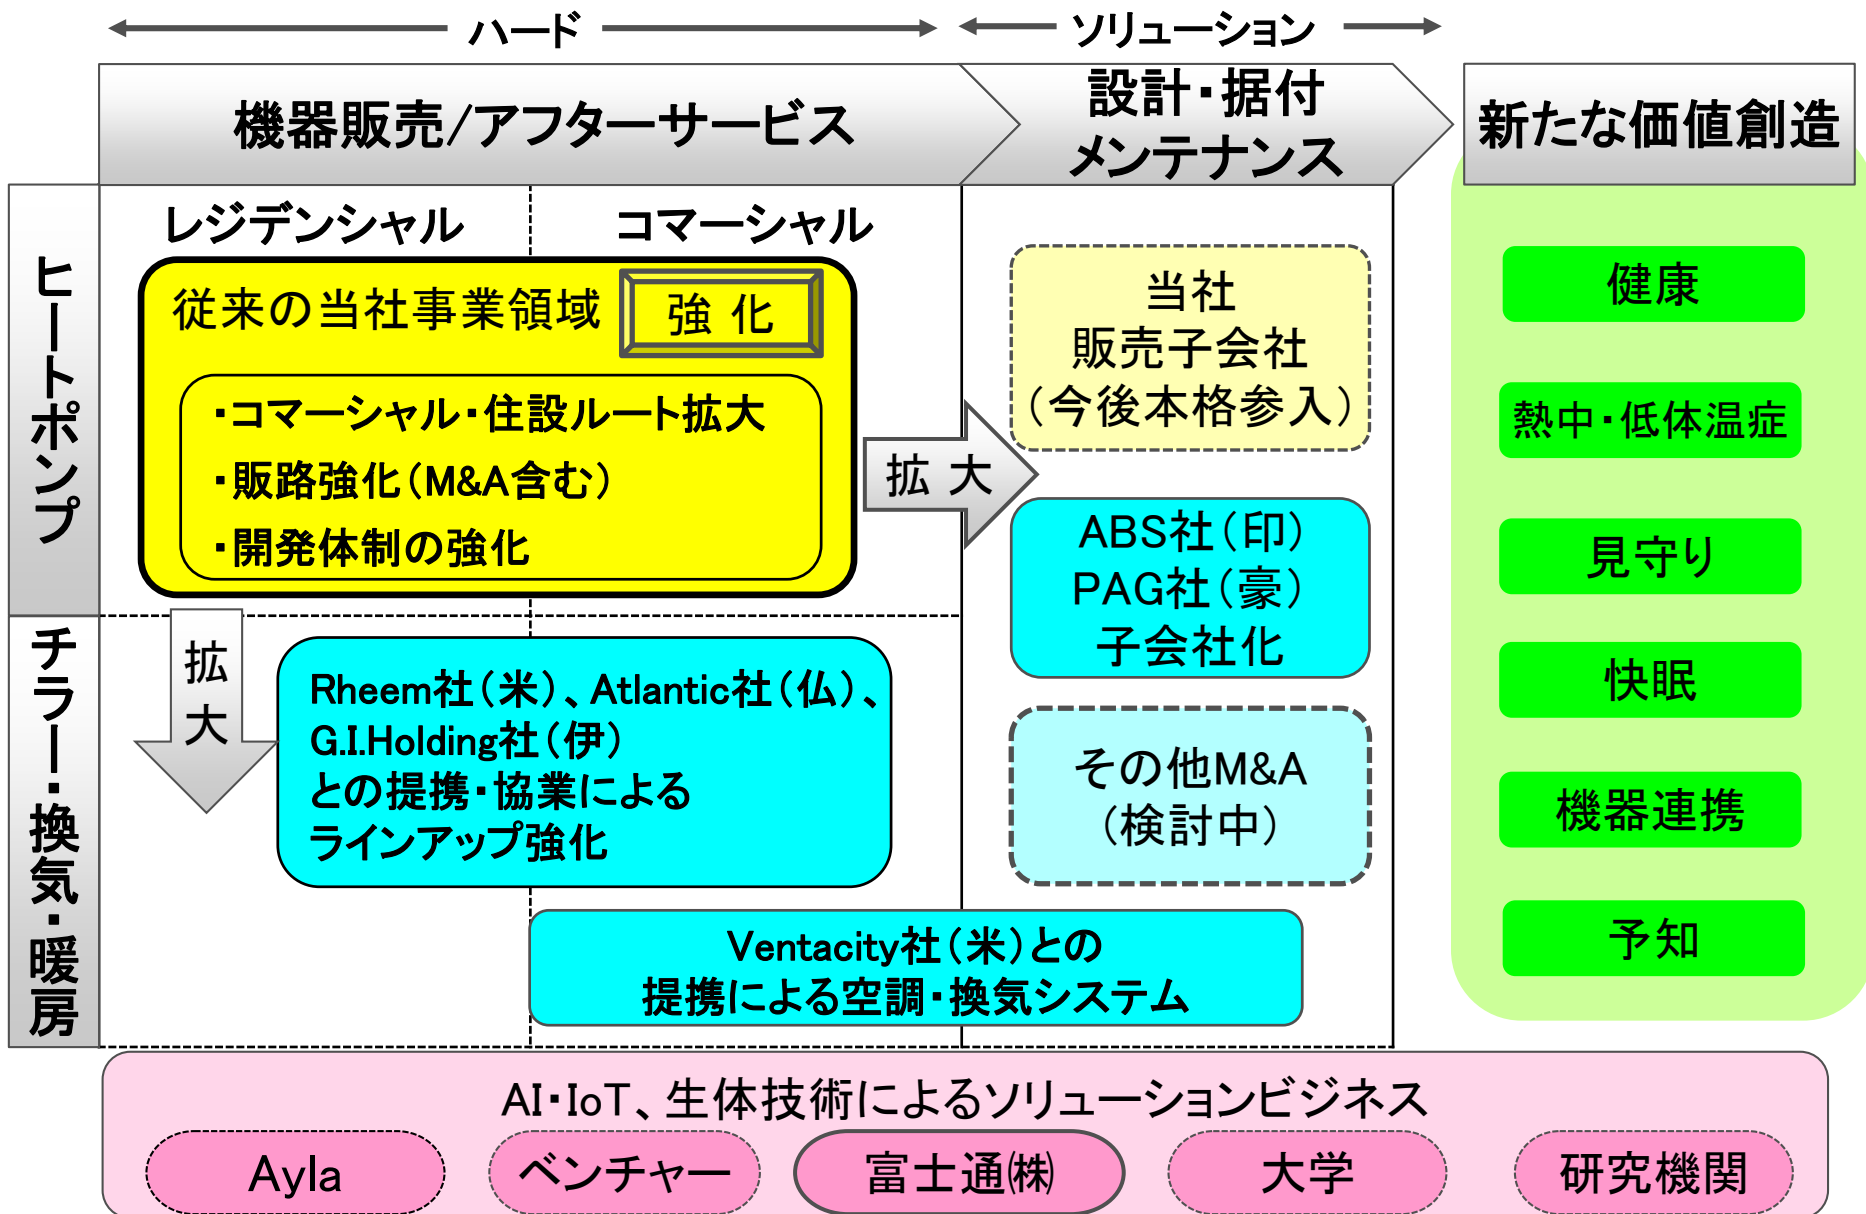 ハード
ソリューション
機器販売/アフターサービス
設計・据付
メンテナンス
新たな価値創造
ヒートポンプ
レジデンシャル
コマーシャル
従来の当社事業領域
強 化
・コマーシャル・住設ルート拡大
・販路強化（M&A含む）
・開発体制の強化
拡 大
当社
販売子会社
（今後本格参入）
ABS社（印）
PAG社（豪）
子会社化
その他M&A
（検討中）
チラー・換気・暖房
拡
大
Rheem社（米）、Atlantic社（仏）、
G.I.Holding社（伊）
との提携・協業による
ラインアップ強化
Ventacity社（米）との
提携による空調・換気システム
健康
熱中・低体温症
見守り
快眠
機器連携
予知
AI・IoT、生体技術によるソリューションビジネス
Ayla
ベンチャー
富士通㈱
大学
研究機関